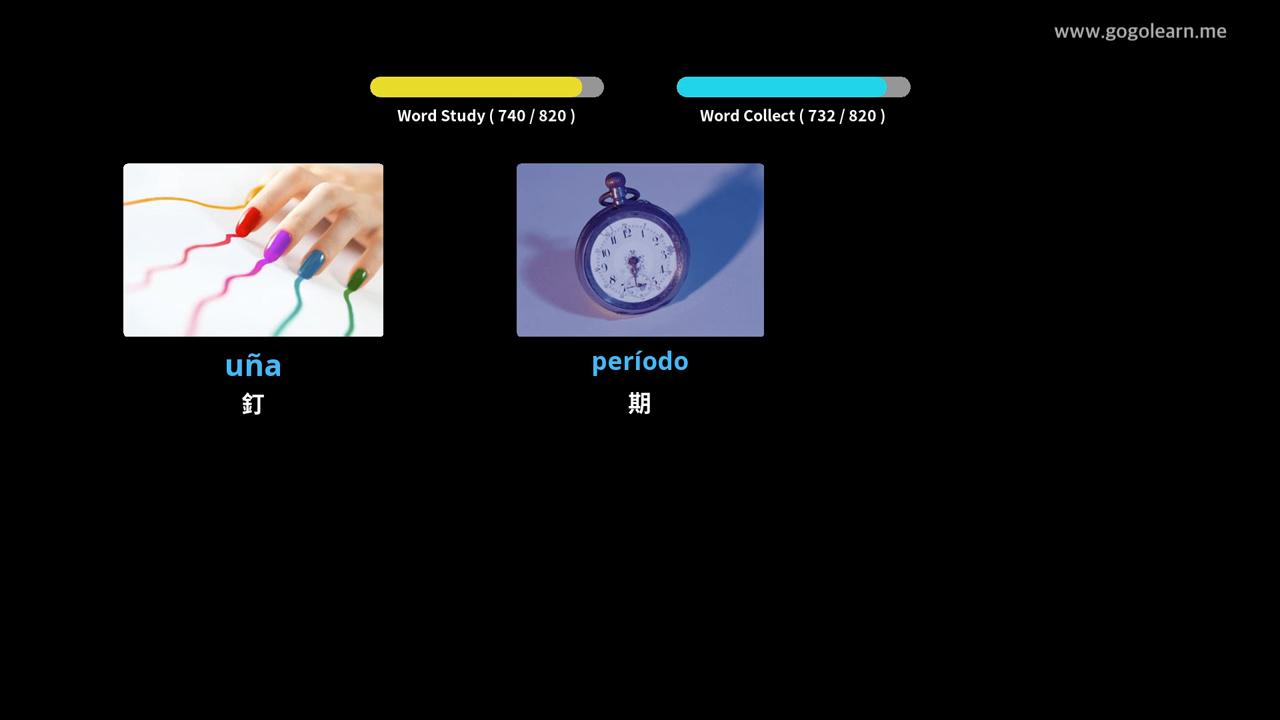 www.gogolearn.me
Word Study ( 740 / 820 )
Word Collect ( 732 / 820 )
uña
período
釘
期